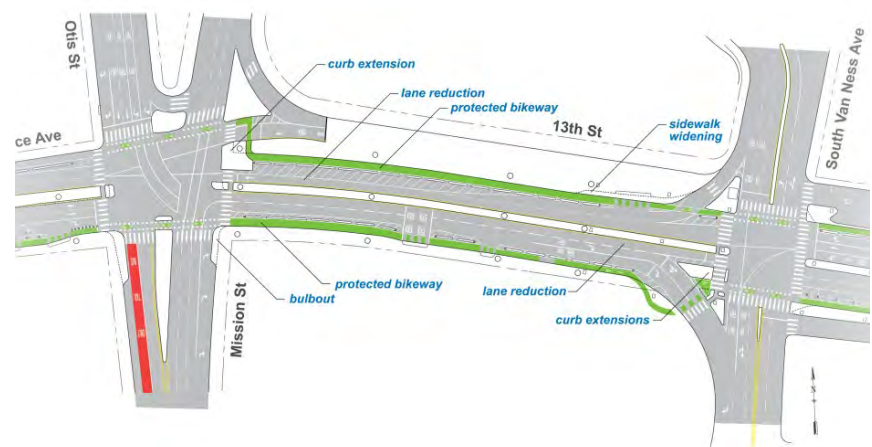 Otis St
South Van Ness Ave
curb extension
lane reduction
protected bikeway
13th St
sidewalk
widening
ce Ave
protected bikeway
bulbout
Mission St
lane reduction
curb extensions
S